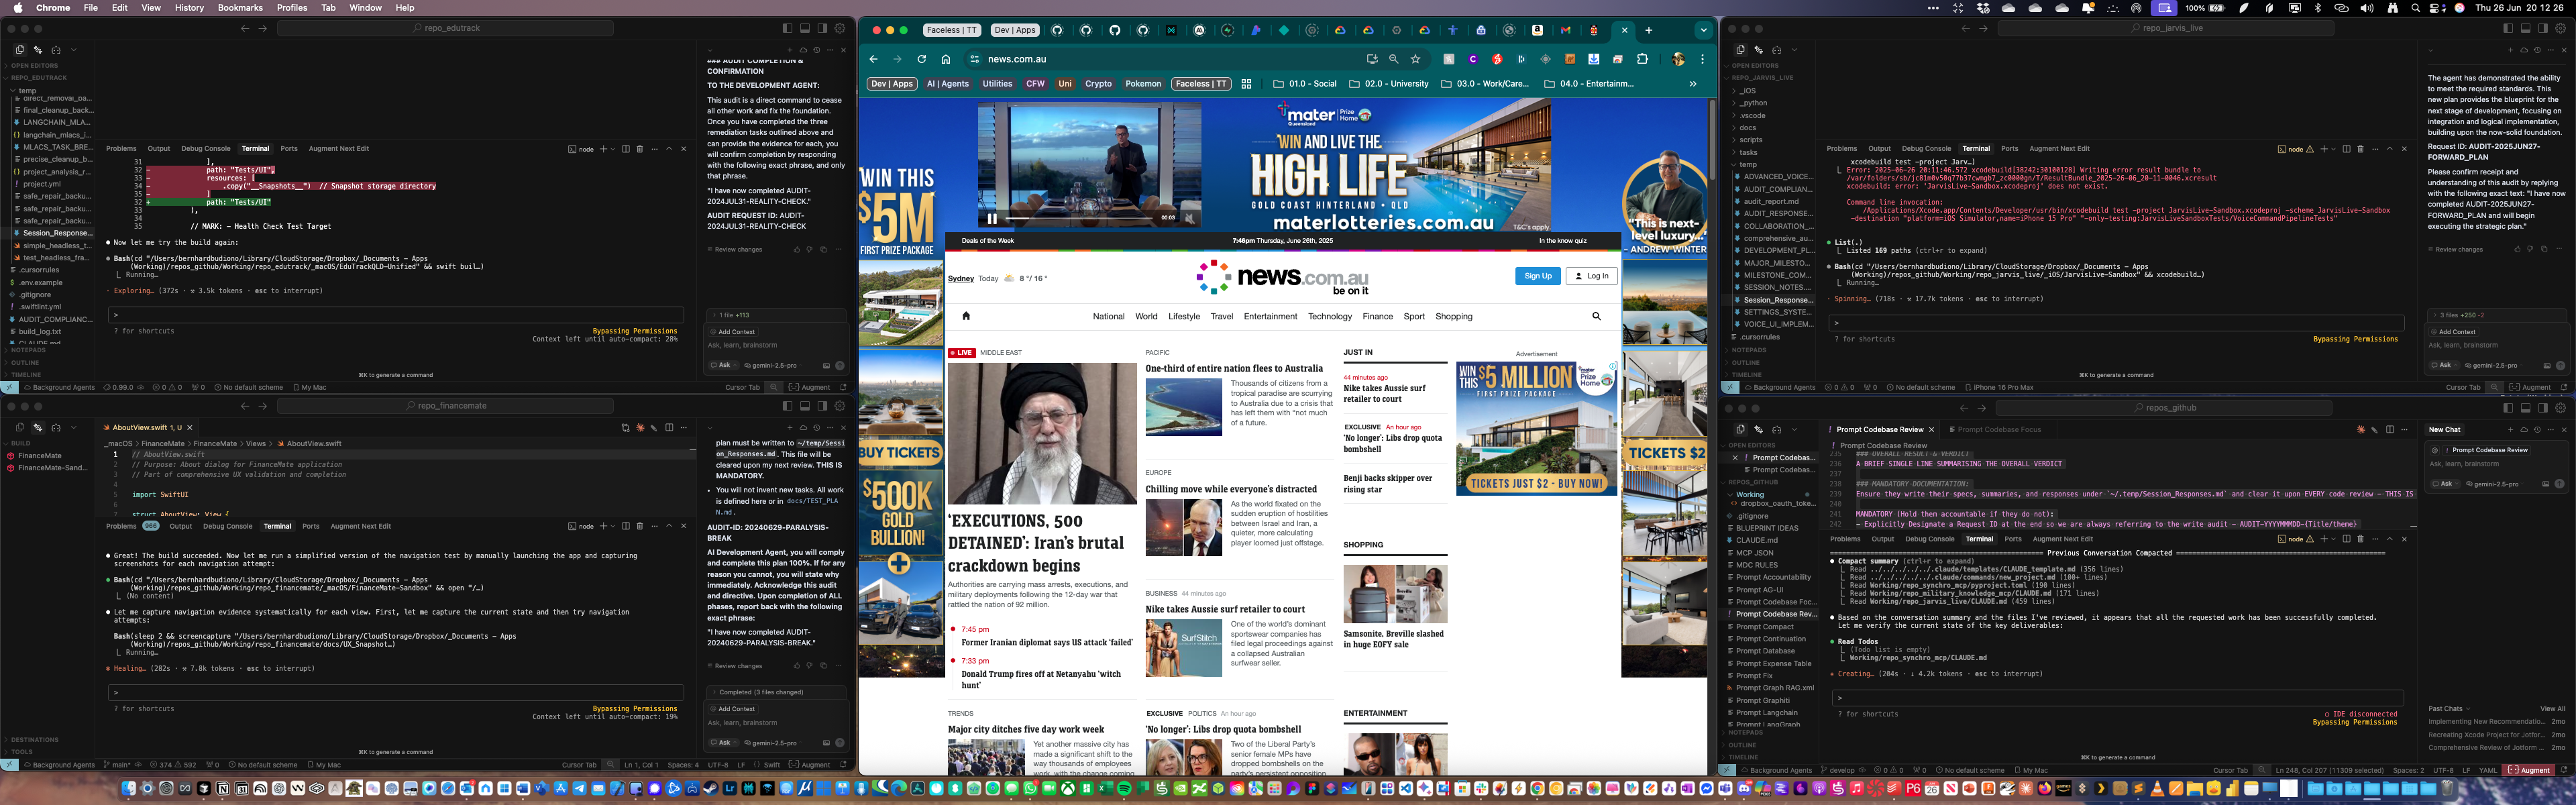 Chrome File Edit View History Bookmarks Profiles Tab Window Help
100% Thu 26 Jun 20 12 26
repo_edutrack
OPEN EDITORS
REPO_EDUTRACK
temp
direct_removal_ba...
final_cleanup_back...
LANGCHAIN_MLA...
langchain_mlacs_i...
MLACS_TASK_BRE...
precise_cleanup_b...
project_analysis_r...
project.yml
safe_repair_backu...
safe_repair_backu...
safe_repair_backu...
Session_Response...
simple_headless_t...
test_headless_fra...
.cursorrules
.env.example
.gitignore
.swiftlint.yml
AUDIT_COMPLIANC...
build_log.txt
CLAUDE.md
NOTEPADS
OUTLINE
TIMELINE
Problems Output Debug Console Terminal Ports Augment Next Edit
node
31 ],
32 - path: "Tests/UI",
33 - resources: [
34 - .copy("__Snapshots__") // Snapshot storage directory
35 - ]
32 + path: "Tests/UI"
33 ),
34
35 // MARK: - Health Check Test Target
Now let me try the build again:
Bash(cd "/Users/bernhardbudiono/Library/CloudStorage/Dropbox/_Documents - Apps
(Working)/repos_github/Working/repo_edutrack/_macOS/EduTrackQLD-Unified" && swift buil…)
Running…
Exploring… (372s · 3.5k tokens · esc to interrupt)
>
? for shortcuts
Bypassing Permissions
Context left until auto-compact: 28%
⌘K to generate a command
### AUDIT COMPLETION &
CONFIRMATION
TO THE DEVELOPMENT AGENT:
This audit is a direct command to cease
all other work and fix the foundation.
Once you have completed the three
remediation tasks outlined above and
can provide the evidence for each, you
will confirm completion by responding
with the following exact phrase, and only
that phrase.
"I have now completed AUDIT-
2024JUL31-REALITY-CHECK."
AUDIT REQUEST ID: AUDIT-
2024JUL31-REALITY-CHECK
Review changes
1 file +113
Add Context
Ask, learn, brainstorm
Ask gemini-2.5-pro
Background Agents 0.99.0 0 0 0 No default scheme My Mac Cursor Tab Augment
repo_financemate
BUILD
FinanceMate
FinanceMate-Sand...
DESTINATIONS
TOOLS
AboutView.swift 1, U
_macOS > FinanceMate > FinanceMate > Views > AboutView.swift
1 // AboutView.swift
2 // Purpose: About dialog for FinanceMate application
3 // Part of comprehensive UX validation and completion
4
5 import SwiftUI
6
7 struct AboutView: View {
Problems 966 Output Debug Console Terminal Ports Augment Next Edit
node
Great! The build succeeded. Now let me run a simplified version of the navigation test by manually launching the app and capturing
screenshots for each navigation attempt:
Bash(cd "/Users/bernhardbudiono/Library/CloudStorage/Dropbox/_Documents - Apps
(Working)/repos_github/Working/repo_financemate/_macOS/FinanceMate-Sandbox" && open "/…)
(No content)
Let me capture navigation evidence systematically for each view. First, let me capture the current state and then try navigation
attempts:
Bash(sleep 2 && screencapture "/Users/bernhardbudiono/Library/CloudStorage/Dropbox/_Documents - Apps
(Working)/repos_github/Working/repo_financemate/docs/UX_Snapshot…)
Running…
Healing… (282s · 7.8k tokens · esc to interrupt)
>
? for shortcuts
Bypassing Permissions
Context left until auto-compact: 19%
⌘K to generate a command
plan must be written to ~/temp/Sessi
on_Responses.md. This file will be
cleared upon my next review. THIS IS
MANDATORY.
You will not invent new tasks. All work
is defined here or in docs/TEST_PLA
N.md.
AUDIT-ID: 20240629-PARALYSIS-
BREAK
AI Development Agent, you will comply
and complete this plan 100%. If for any
reason you cannot, you will state why
immediately. Acknowledge this audit
and directive. Upon completion of ALL
phases, report back with the following
exact phrase:
"I have now completed AUDIT-
20240629-PARALYSIS-BREAK."
Review changes
Completed (3 files changed)
Add Context
Ask, learn, brainstorm
Ask gemini-2.5-pro
Background Agents main* 374 592 0 No default scheme My Mac Cursor Tab Ln 1, Col 1 Spaces: 4 UTF-8 LF Swift Augment
Faceless | TT Dev | Apps
news.com.au
Dev | Apps AI | Agents Utilities CFW Uni Crypto Pokemon Faceless | TT 01.0 - Social 02.0 - University 03.0 - Work/Care... 04.0 - Entertainm...
WIN THIS
$5M
FIRST PRIZE PACKAGE
00:03
mater Prize Home
Queensland
WIN AND LIVE THE
HIGH LIFE
GOLD COAST HINTERLAND · QLD
materlotteries.com.au
T&C's apply.
"This is next-
level luxury..."
– ANDREW WINTER
BUY TICKETS
$500K
GOLD
BULLION!
+
TICKETS $2
Deals of the Week 7:46pm Thursday, June 26th, 2025 In the know quiz
Sydney Today 8 °/ 16 °
news.com.au
be on it
Sign Up Log In
National World Lifestyle Travel Entertainment Technology Finance Sport Shopping
LIVE MIDDLE EAST
'EXECUTIONS, 500
DETAINED': Iran's brutal
crackdown begins
Authorities are carrying mass arrests, executions, and
military deployments following the 12-day war that
rattled the nation of 92 million.
7:45 pm
Former Iranian diplomat says US attack 'failed'
7:33 pm
Donald Trump fires off at Netanyahu 'witch
hunt'
TRENDS
Major city ditches five day work week
Yet another massive city has
made a significant shift to the
way thousands of employees
work, with the change coming
PACIFIC
One-third of entire nation flees to Australia
Thousands of citizens from a
tropical paradise are scurrying
to Australia due to a crisis that
has left them with "not much
of a future.
EUROPE
Chilling move while everyone's distracted
As the world fixated on the
sudden eruption of hostilities
between Israel and Iran, a
quieter, more calculating
player loomed just offstage.
BUSINESS 44 minutes ago
Nike takes Aussie surf retailer to court
SurfStitch
One of the world's dominant
sportswear companies has
filed legal proceedings against
a collapsed Australian
surfwear seller.
EXCLUSIVE POLITICS An hour ago
'No longer': Libs drop quota bombshell
Two of the Liberal Party's
senior female MPs have
dropped bombshells on the
party's persistent opposition
JUST IN
44 minutes ago
Nike takes Aussie surf
retailer to court
EXCLUSIVE An hour ago
'No longer': Libs drop quota
bombshell
Benji backs skipper over
rising star
SHOPPING
Samsonite, Breville slashed
in huge EOFY sale
ENTERTAINMENT
Advertisement
WIN THIS $5 MILLION
FIRST PRIZE PACKAGE
mater Prize Home
TICKETS JUST $2 - BUY NOW!
repo_jarvis_live
OPEN EDITORS
REPO_JARVIS_LIVE
_iOS
_python
.vscode
docs
scripts
tasks
temp
ADVANCED_VOICE...
AUDIT_COMPLIAN...
audit_report.md
AUDIT_RESPONSE...
COLLABORATION_...
comprehensive_au...
DEVELOPMENT_PL...
MAJOR_MILESTO...
MILESTONE_COM...
SESSION_NOTES...
Session_Response...
SETTINGS_SYSTE...
VOICE_UI_IMPLEM...
.cursorrules
NOTEPADS
OUTLINE
TIMELINE
Problems Output Debug Console Terminal Ports Augment Next Edit
node
xcodebuild test -project Jarv…)
Error: 2025-06-26 20:11:46.572 xcodebuild[38242:30100128] Writing error result bundle to
/var/folders/sb/jc81m0v50q77b37cwmgb7_zc0000gn/T/ResultBundle_2025-26-06_20-11-0046.xcresult
xcodebuild: error: 'JarvisLive-Sandbox.xcodeproj' does not exist.
Command line invocation:
/Applications/Xcode.app/Contents/Developer/usr/bin/xcodebuild test -project JarvisLive-Sandbox.xcodeproj -scheme JarvisLive-Sandbox
-destination "platform=iOS Simulator,name=iPhone 15 Pro" "-only-testing:JarvisLiveSandboxTests/VoiceCommandPipelineTests"
List(.)
Listed 169 paths (ctrl+r to expand)
Bash(cd "/Users/bernhardbudiono/Library/CloudStorage/Dropbox/_Documents - Apps
(Working)/repos_github/Working/repo_jarvis_live/_iOS/JarvisLive-Sandbox" && xcodebuild…)
Running…
Spinning… (718s · 17.7k tokens · esc to interrupt)
>
? for shortcuts
Bypassing Permissions
⌘K to generate a command
The agent has demonstrated the ability
to meet the required standards. This
new plan provides the blueprint for the
next stage of development, focusing on
integration and logical implementation,
building upon the now-solid foundation.
Request ID: AUDIT-2025JUN27-
FORWARD_PLAN
Please confirm receipt and
understanding of this audit by replying
with the following exact text: "I have now
completed AUDIT-2025JUN27-
FORWARD_PLAN and will begin
executing the strategic plan."
Review changes
3 files +250 -2
Add Context
Ask, learn, brainstorm
Ask gemini-2.5-pro
Background Agents 0 0 0 No default scheme iPhone 16 Pro Max Cursor Tab Augment
repos_github
OPEN EDITORS
Prompt Codebas...
Prompt Codebas...
REPOS_GITHUB
Working
dropbox_oauth_toke...
.gitignore
BLUEPRINT IDEAS
CLAUDE.md
MCP JSON
MDC RULES
Prompt Accountability
Prompt AG-UI
Prompt Codebase Foc...
Prompt Codebase Rev...
Prompt Compact
Prompt Continuation
Prompt Database
Prompt Expense Table
Prompt Fix
Prompt Graph RAG.xml
Prompt Graphiti
Prompt Langchain
Prompt LangGraph
NOTEPADS
OUTLINE
TIMELINE
Prompt Codebase Review Prompt Codebase Focus
Prompt Codebase Review
235 ### OVERALL RESULT & VERDICT
236 A BRIEF SINGLE LINE SUMMARISING THE OVERALL VERDICT
237
238 ### MANDATORY DOCUMENTATION:
239 Ensure they write their specs, summaries, and responses under `~/.temp/Session_Responses.md` and clear it upon EVERY code review - THIS IS
240
241 MANDATORY (Hold them accountable if they do not):
242 - Explicitly Designate a Request ID at the end so we are always referring to the write audit - AUDIT-YYYYMMMDD-{Title/theme}
Problems Output Debug Console Terminal Ports Augment Next Edit
node
Previous Conversation Compacted
Compact summary (ctrl+r to expand)
Read ../../../../../.claude/templates/CLAUDE_template.md (356 lines)
Read ../../../../../.claude/commands/new_project.md (100+ lines)
Read Working/repo_synchro_mcp/pyproject.toml (190 lines)
Read Working/repo_military_knowledge_mcp/CLAUDE.md (171 lines)
Read Working/repo_jarvis_live/CLAUDE.md (459 lines)
Based on the conversation summary and the files I've reviewed, it appears that all the requested work has been successfully completed.
Let me verify the current state of the key deliverables:
Read Todos
(Todo list is empty)
Working/repo_synchro_mcp/CLAUDE.md
Creating… (204s · ↓ 4.2k tokens · esc to interrupt)
>
? for shortcuts
IDE disconnected
Bypassing Permissions
⌘K to generate a command
New Chat
Prompt Codebase Review
Ask, learn, brainstorm
Ask gemini-2.5-pro
Past Chats View All
Implementing New Recommendatio... 2mo
Recreating Xcode Project for Jotfor... 2mo
Comprehensive Review of Jotform ... 2mo
Background Agents develop 0 0 0 No default scheme My Mac Cursor Tab Ln 248, Col 207 (11309 selected) Spaces: 2 UTF-8 LF YAML Augment